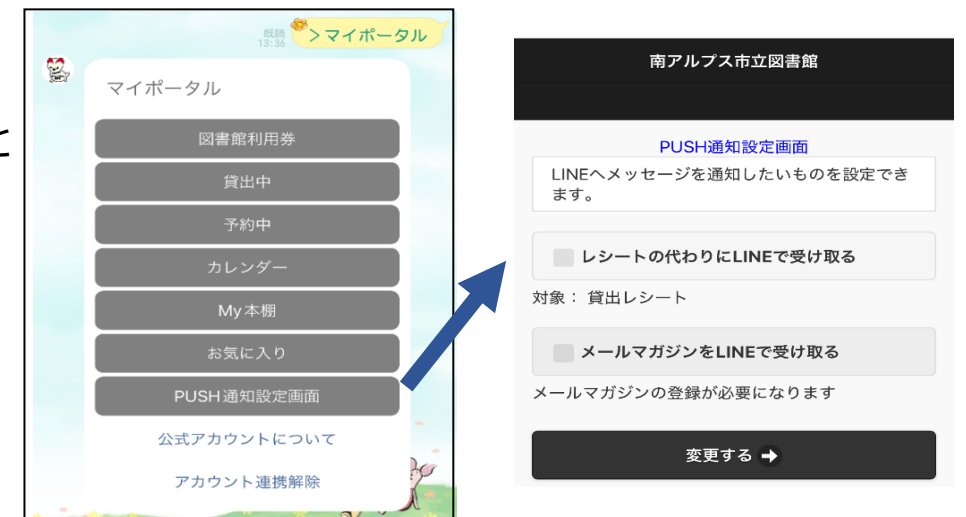 既読
13:36
>マイポータル
と
マイポータル
図書館利用券
貸出中
予約中
カレンダー
My本棚
お気に入り
PUSH通知設定画面
公式アカウントについて
アカウント連携解除
南アルプス市立図書館
PUSH通知設定画面
LINEへメッセージを通知したいものを設定でき
ます。
レシートの代わりにLINEで受け取る
対象： 貸出レシート
メールマガジンをLINEで受け取る
メールマガジンの登録が必要になります
変更する